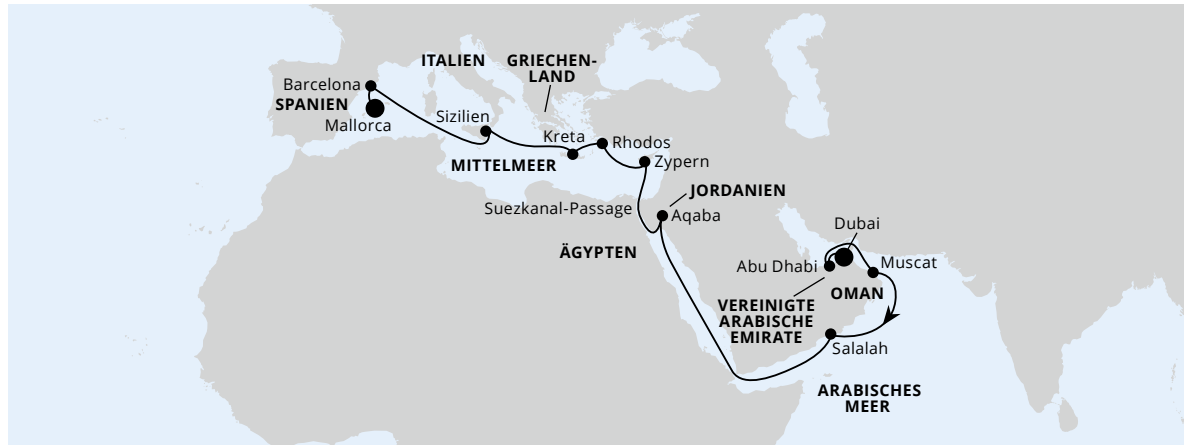 ITALIEN
GRIECHEN-
LAND
Barcelona
SPANIEN
Mallorca
Sizilien
Kreta
Rhodos
MITTELMEER
Zypern
JORDANIEN
Suezkanal-Passage
Aqaba
ÄGYPTEN
Dubai
Abu Dhabi
Muscat
OMAN
VEREINIGTE
ARABISCHE
EMIRATE
Salalah
ARABISCHES
MEER